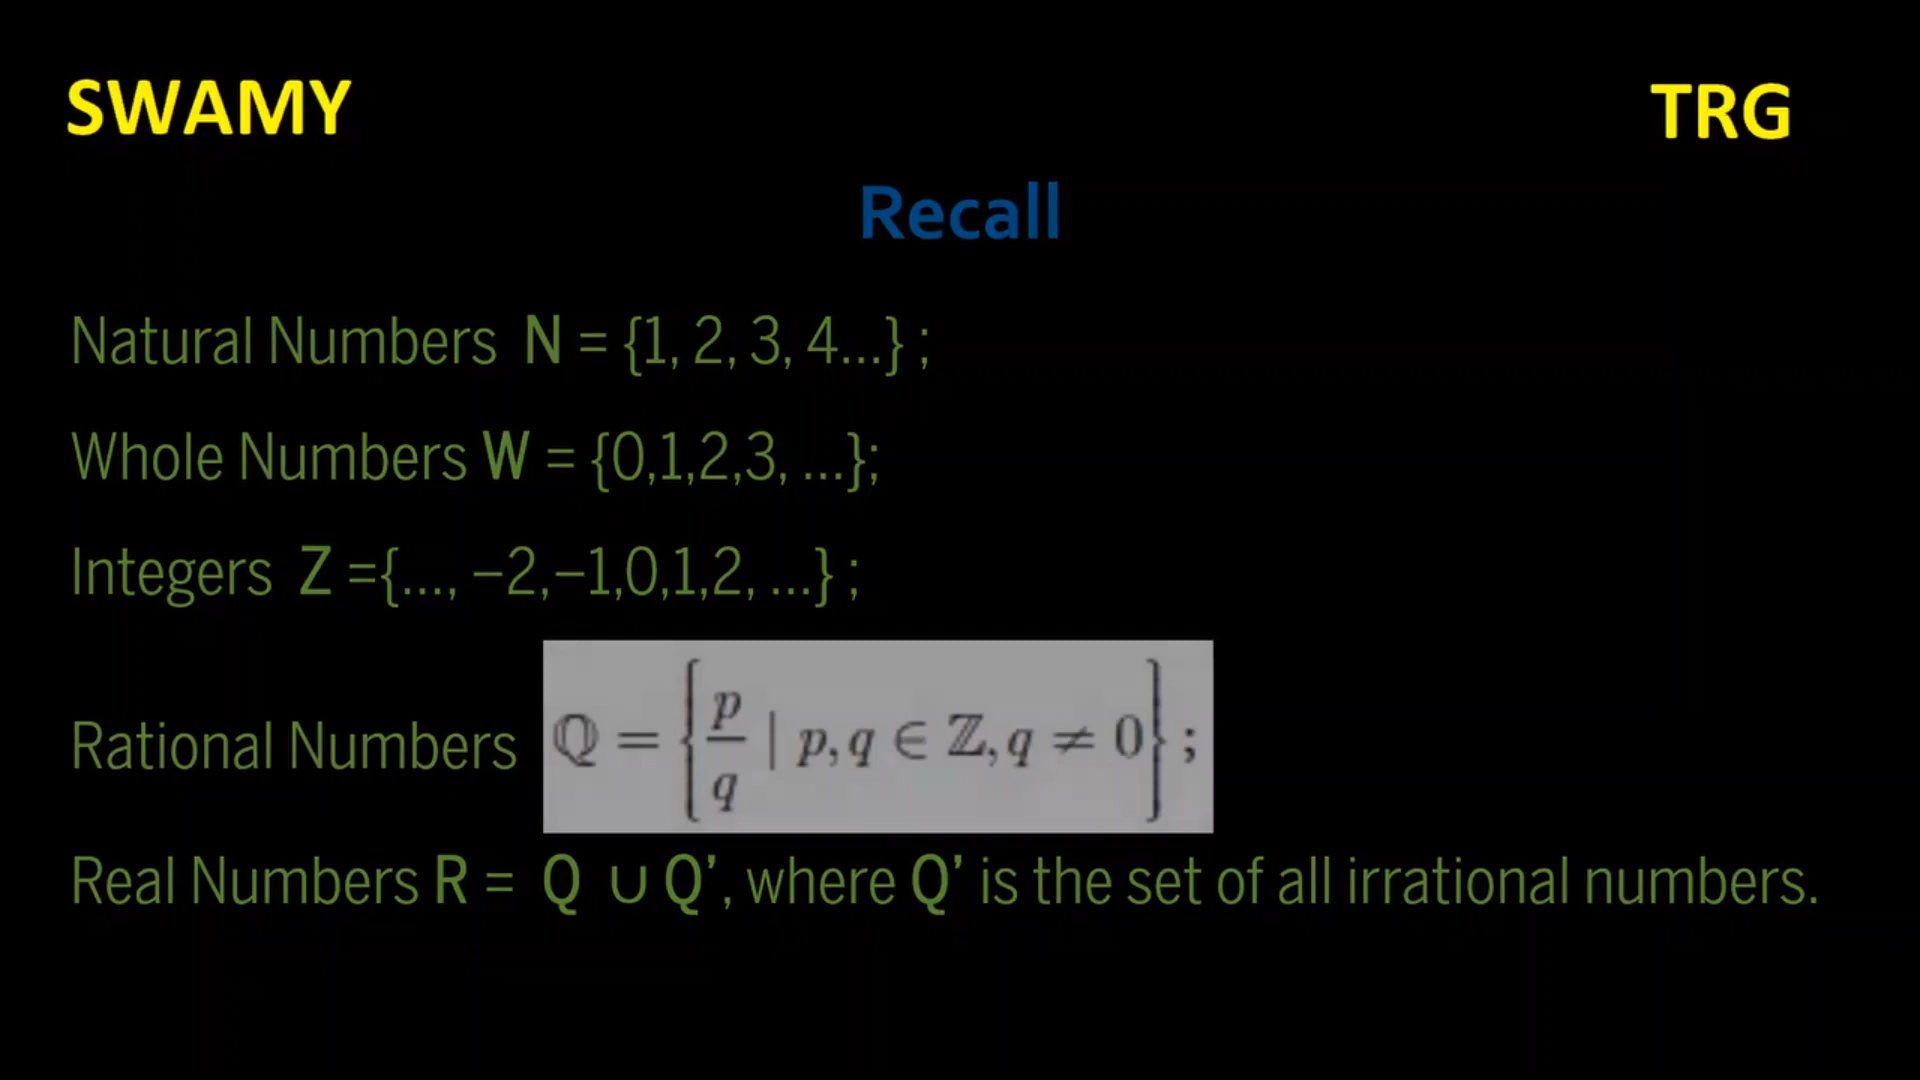 SWAMY TRG
Recall
Natural Numbers N = {1, 2, 3, 4...} ;
Whole Numbers W = {0,1,2,3, ...};
Integers Z ={..., −2,−1,0,1,2, ...} ;
Rational Numbers ℚ = { p/q | p, q ∈ ℤ, q ≠ 0 } ;
Real Numbers R = Q ∪ Q’, where Q’ is the set of all irrational numbers.